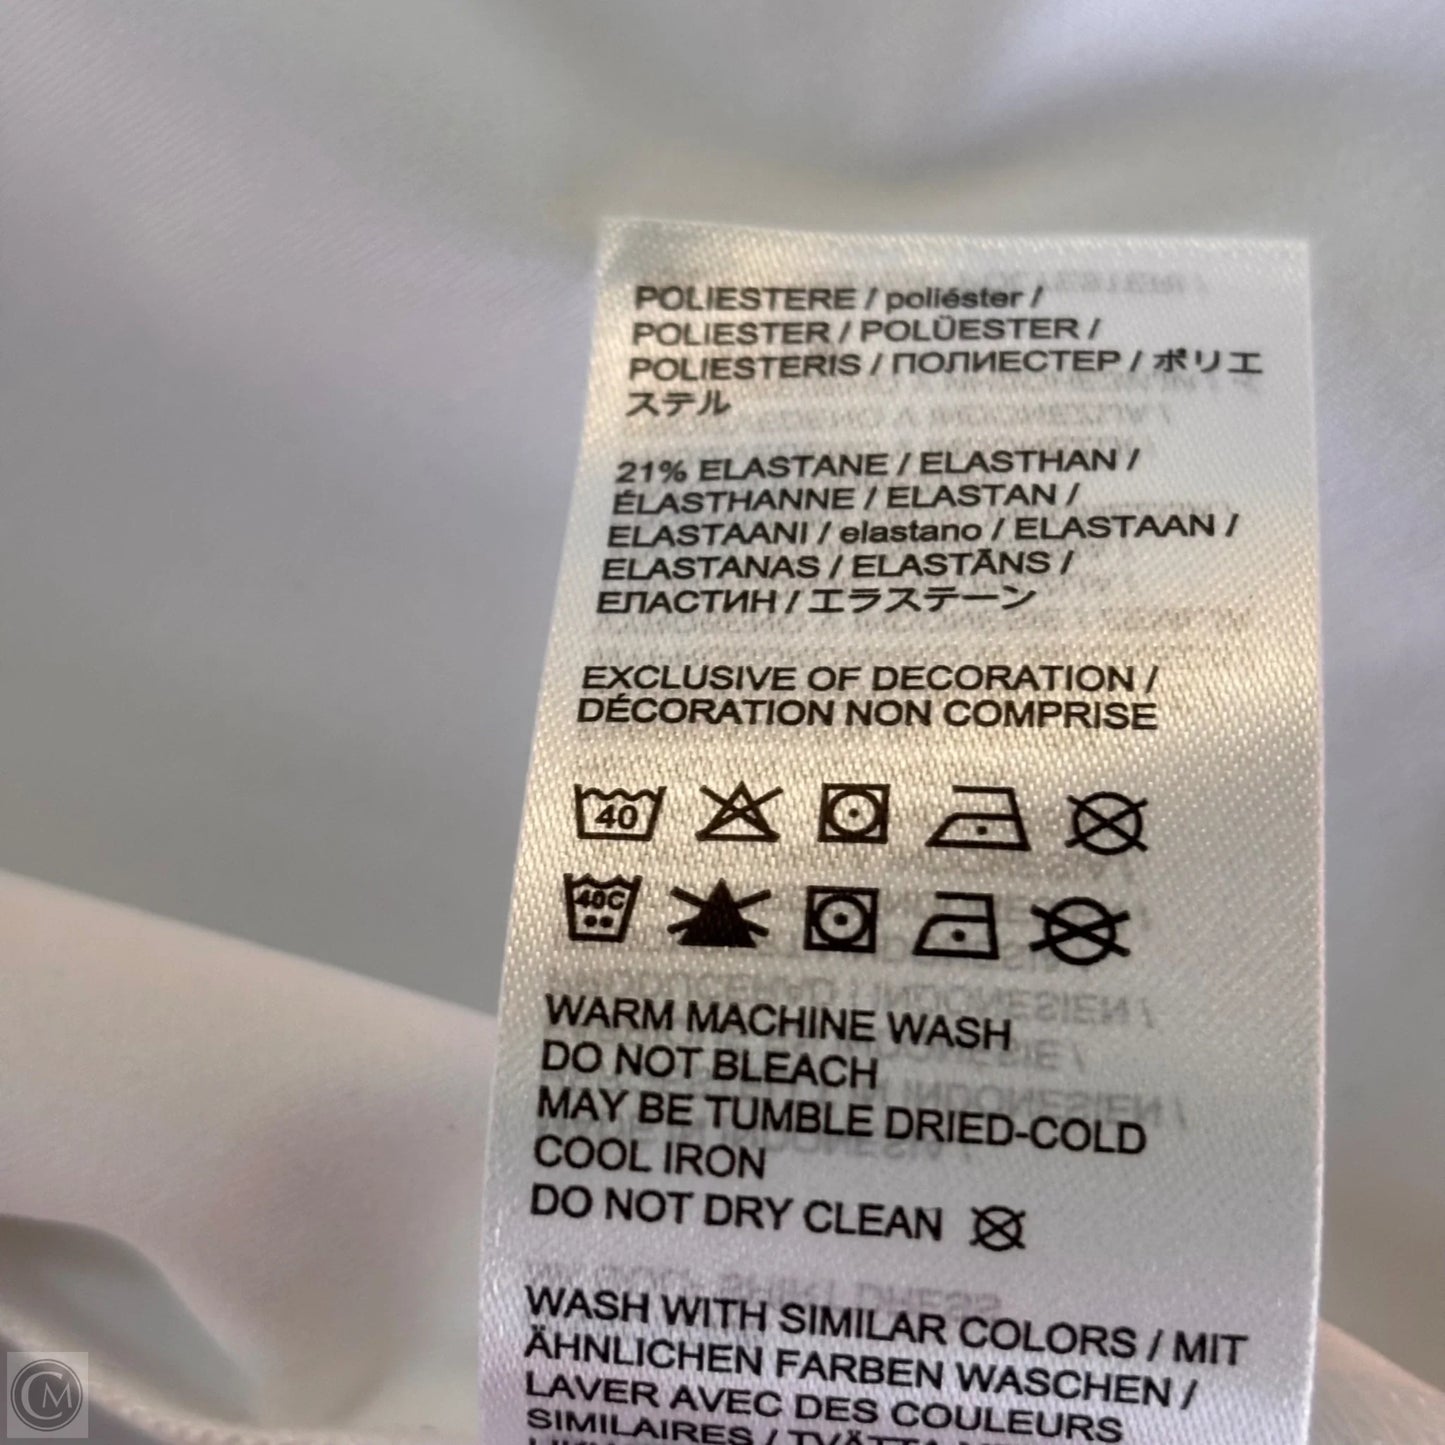 POLIESTERE / poliéster /
POLIESTER / POLÜESTER /
POLIESTERIS / ПОЛИЕСТЕР / ポリエ
ステル
21% ELASTANE / ELASTHAN /
ÉLASTHANNE / ELASTAN /
ELASTAANI / elastano / ELASTAAN /
ELASTANAS / ELASTĀNS /
ЕЛАСТИН / エラステーン
EXCLUSIVE OF DECORATION /
DÉCORATION NON COMPRISE
40
40C
WARM MACHINE WASH
DO NOT BLEACH
MAY BE TUMBLE DRIED-COLD
COOL IRON
DO NOT DRY CLEAN
WASH WITH SIMILAR COLORS / MIT
ÄHNLICHEN FARBEN WASCHEN /
LAVER AVEC DES COULEURS
SIMILAIRES /
CM